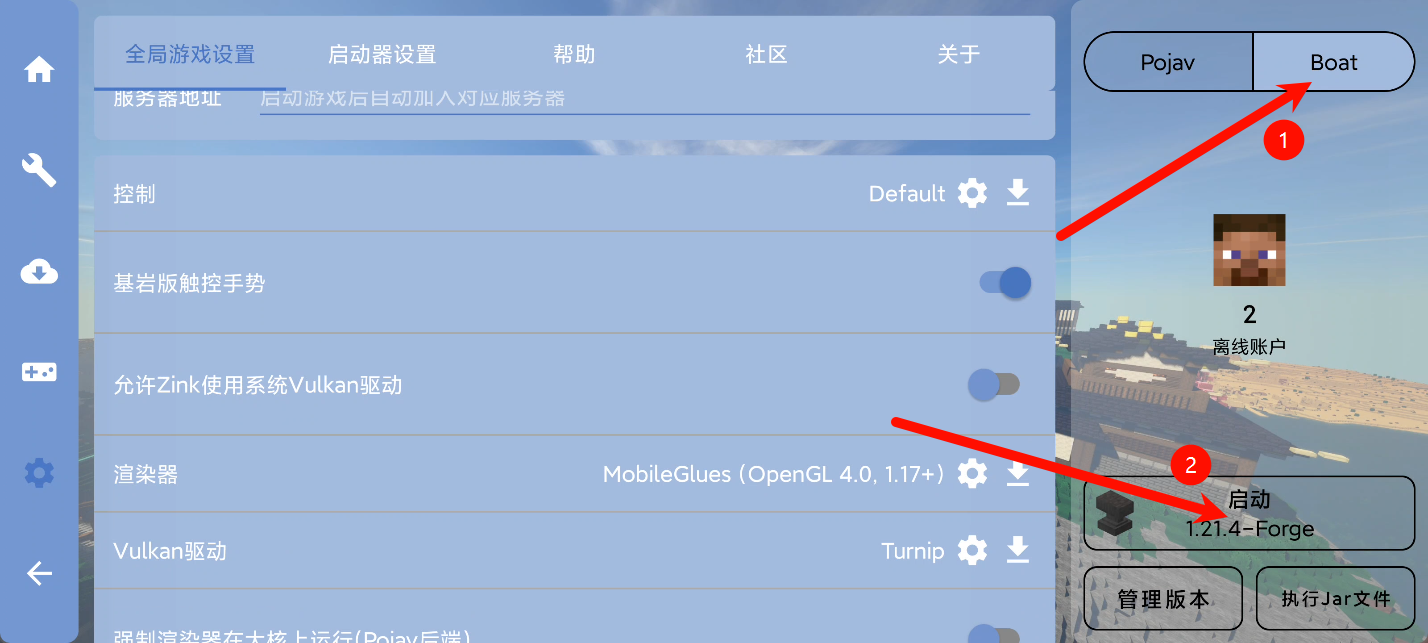 全局游戏设置
启动器设置
帮助
社区
关于
服务器地址
启动游戏后自动加入对应服务器
控制
Default
基岩版触控手势
允许Zink使用系统Vulkan驱动
渲染器
MobileGlues (OpenGL 4.0, 1.17+)
Vulkan驱动
Turnip
强制渲染器在大核上运行(Pojav后端)
Pojav
Boat
1
2
离线账户
2
启动
1.21.4-Forge
管理版本
执行Jar文件